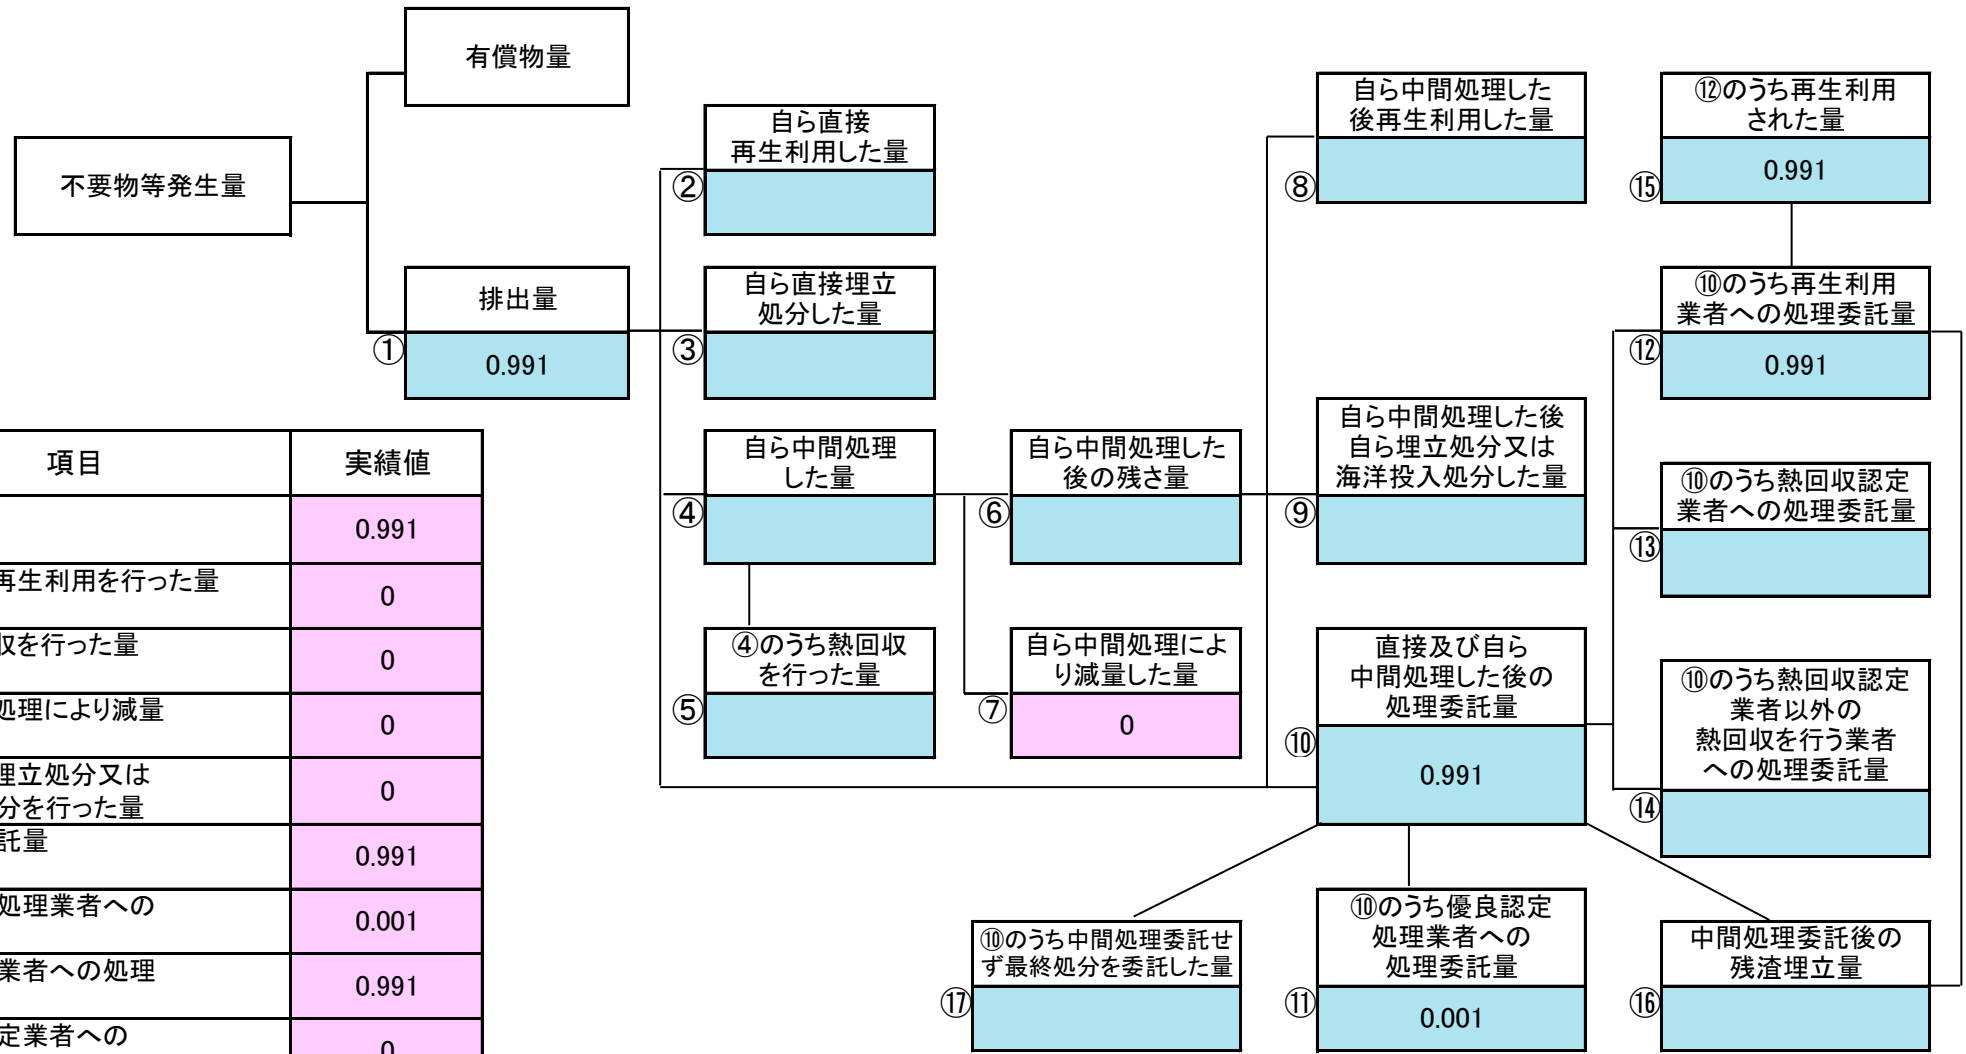 有償物量
不要物等発生量
排出量
①
0.991
自ら直接
再生利用した量
②
自ら直接埋立
処分した量
③
自ら中間処理
した量
④
④のうち熱回収
を行った量
⑤
自ら中間処理した
後の残さ量
⑥
自ら中間処理によ
り減量した量
⑦
0
自ら中間処理した
後再生利用した量
⑧
自ら中間処理した後
自ら埋立処分又は
海洋投入処分した量
⑨
直接及び自ら
中間処理した後の
処理委託量
⑩
0.991
⑫のうち再生利用
された量
⑮
0.991
⑩のうち再生利用
業者への処理委託量
⑫
0.991
⑩のうち熱回収認定
業者への処理委託量
⑬
⑩のうち熱回収認定
業者以外の
熱回収を行う業者
への処理委託量
⑭
⑩のうち中間処理委託せ
ず最終処分を委託した量
⑰
⑩のうち優良認定
処理業者への
処理委託量
⑪
0.001
中間処理委託後の
残渣埋立量
⑯
項目
実績値
0.991
再生利用を行った量
0
収を行った量
0
処理により減量
0
埋立処分又は
分を行った量
0
託量
0.991
処理業者への
0.001
業者への処理
0.991
定業者への
0